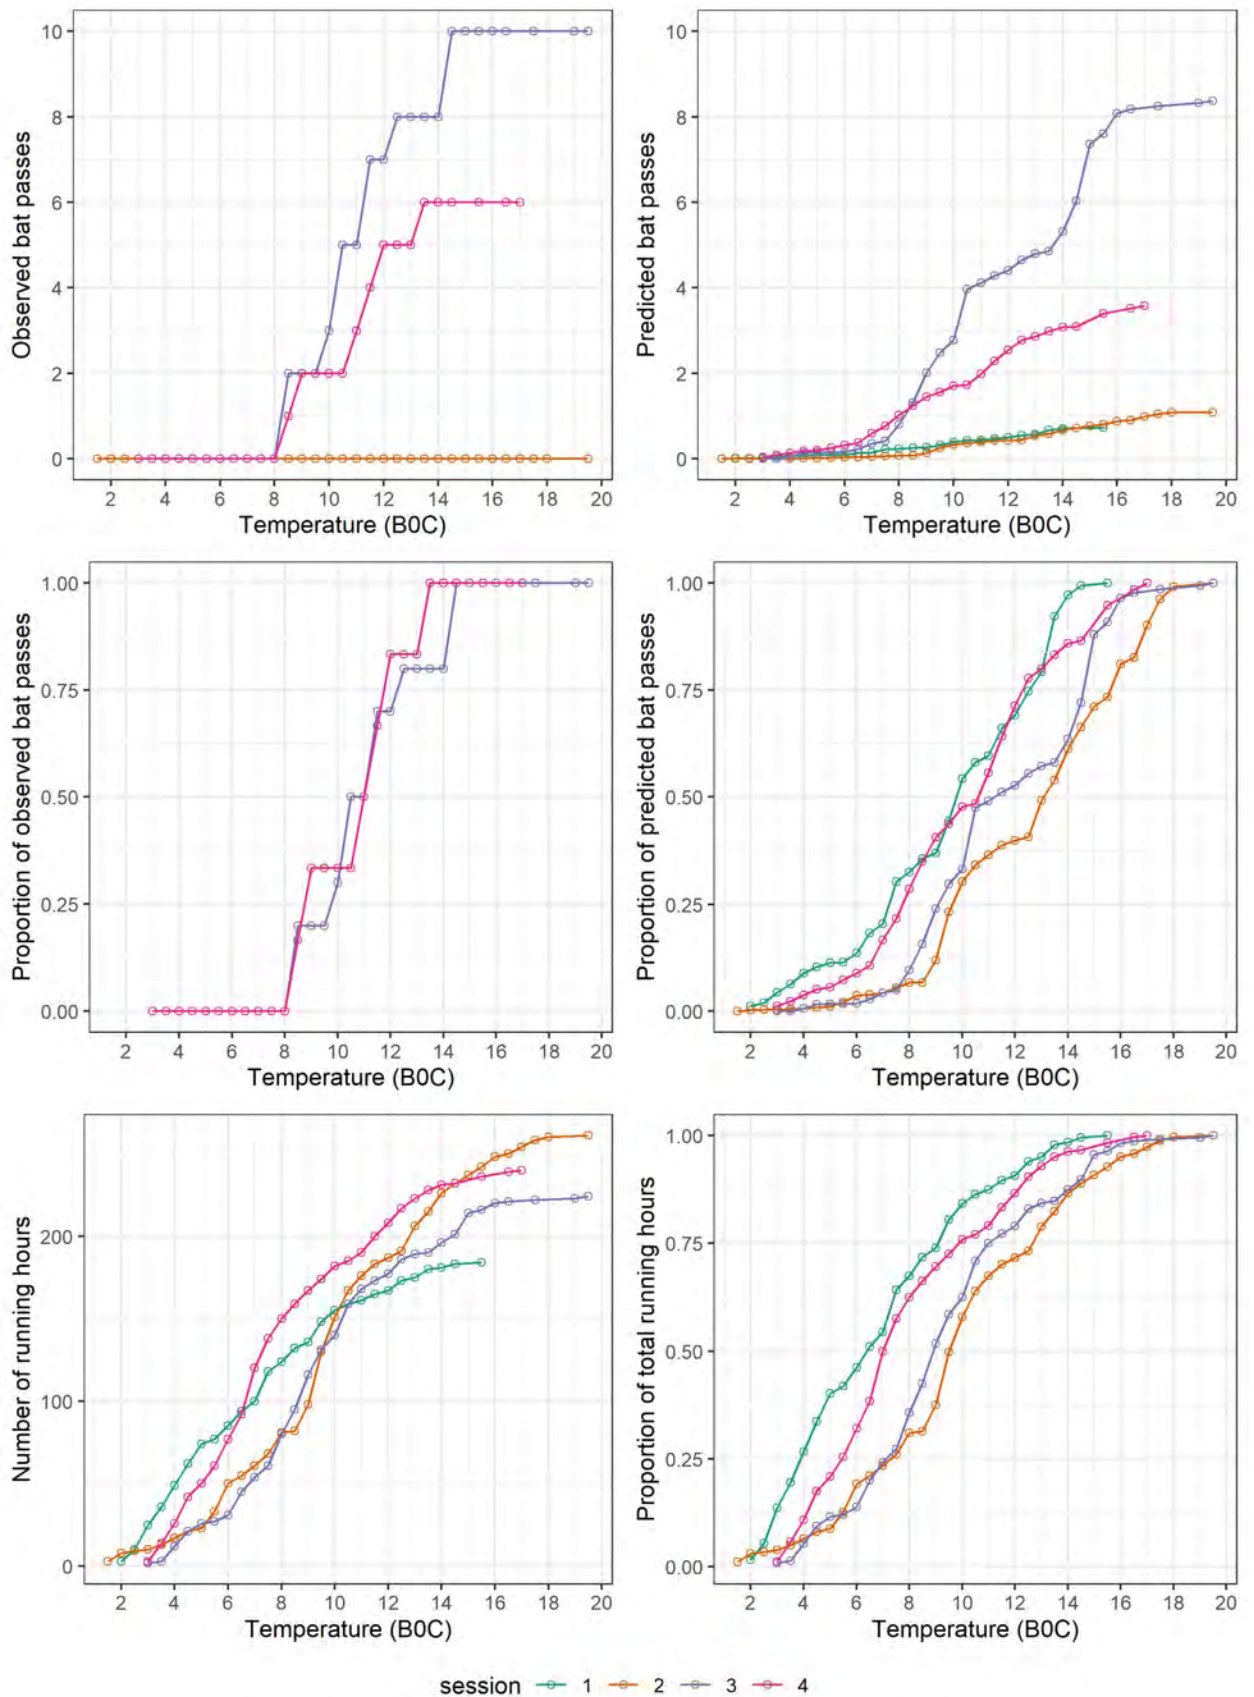 Observed bat passes
10
8
6
4
2
0
2 4 6 8 10 12 14 16 18 20
Temperature (B0C)
Predicted bat passes
10
8
6
4
2
0
2 4 6 8 10 12 14 16 18 20
Temperature (B0C)
Proportion of observed bat passes
1.00
0.75
0.50
0.25
0.00
2 4 6 8 10 12 14 16 18 20
Temperature (B0C)
Proportion of predicted bat passes
1.00
0.75
0.50
0.25
0.00
2 4 6 8 10 12 14 16 18 20
Temperature (B0C)
Number of running hours
200
100
0
2 4 6 8 10 12 14 16 18 20
Temperature (B0C)
Proportion of total running hours
1.00
0.75
0.50
0.25
0.00
2 4 6 8 10 12 14 16 18 20
Temperature (B0C)
session 1 2 3 4